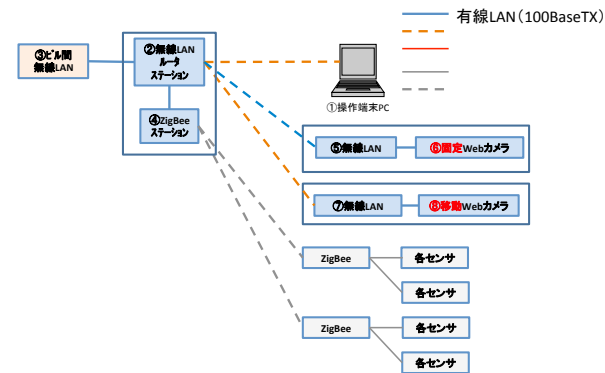 有線LAN(100BaseTX)
③ビル間
無線LAN
②無線LAN
ルータ
ステーション
①操作端末PC
④ZigBee
ステーション
⑤無線LAN
⑥固定Webカメラ
⑦無線LAN
⑧移動Webカメラ
ZigBee
各センサ
各センサ
ZigBee
各センサ
各センサ